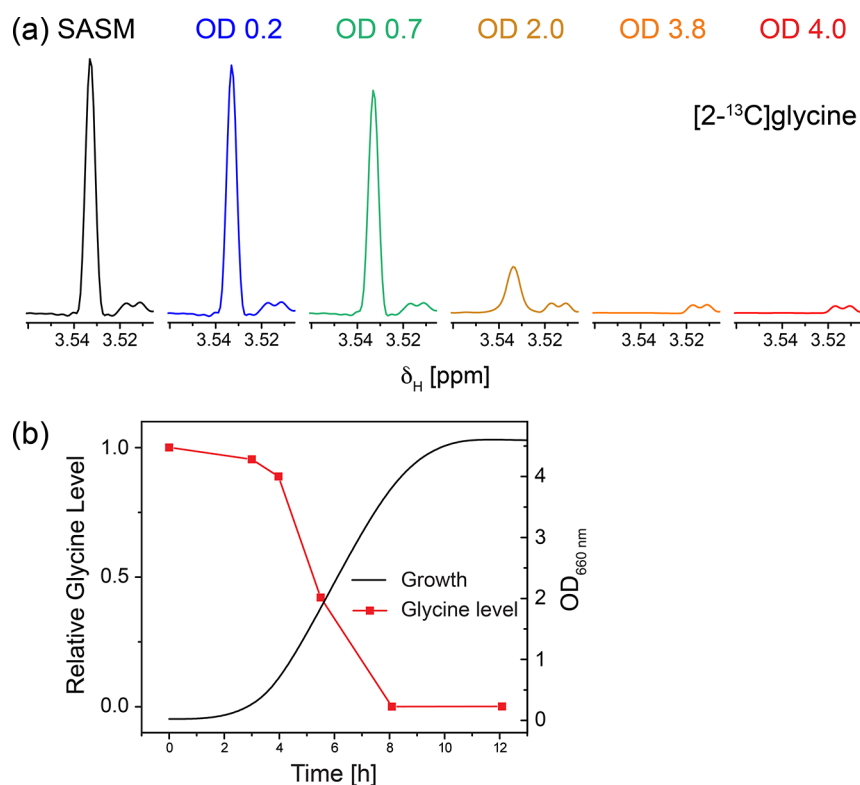 (a) SASM OD 0.2 OD 0.7 OD 2.0 OD 3.8 OD 4.0
[2-¹³C]glycine
3.54 3.52 3.54 3.52 3.54 3.52 3.54 3.52 3.54 3.52 3.54 3.52
δH [ppm]
(b)
Relative Glycine Level
1.0
0.5
0.0
Growth
Glycine level
4
3
2
1
0
OD660 nm
0 2 4 6 8 10 12
Time [h]